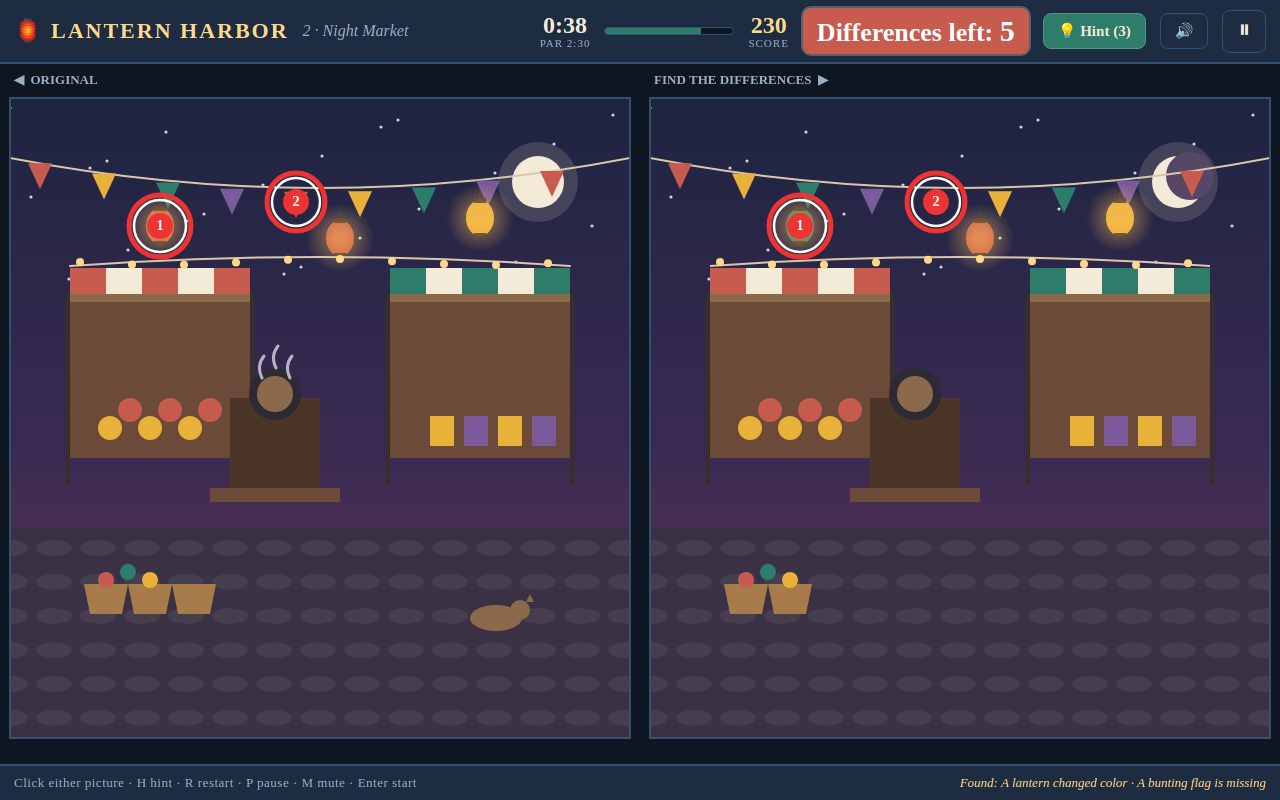 LANTERN HARBOR
2 · Night Market
0:38
PAR 2:30
230
SCORE
Differences left: 5
Hint (3)
◀ ORIGINAL
FIND THE DIFFERENCES ▶
1
2
1
2
Click either picture · H hint · R restart · P pause · M mute · Enter start
Found: A lantern changed color · A bunting flag is missing